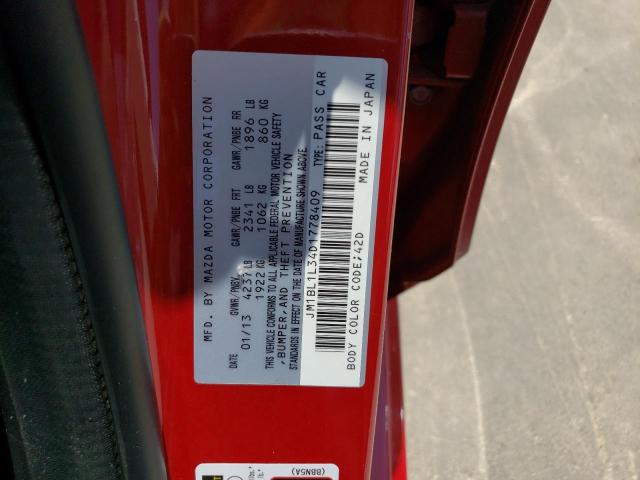 MFD. BY MAZDA MOTOR CORPORATION
DATE GVWR/PNBV GAWR/PNBE FRT GAWR/PNBE RR
01/13 4237 LB 2341 LB 1896 LB
1922 KG 1062 KG 860 KG
THIS VEHICLE CONFORMS TO ALL APPLICABLE FEDERAL MOTOR VEHICLE SAFETY
,BUMPER,AND THEFT PREVENTION
STANDARDS IN EFFECT ON THE DATE OF MANUFACTURE SHOWN ABOVE.
JM1BL1L34D1778409 TYPE: PASS CAR
BODY COLOR CODE;42D MADE IN JAPAN
(BBN5A)